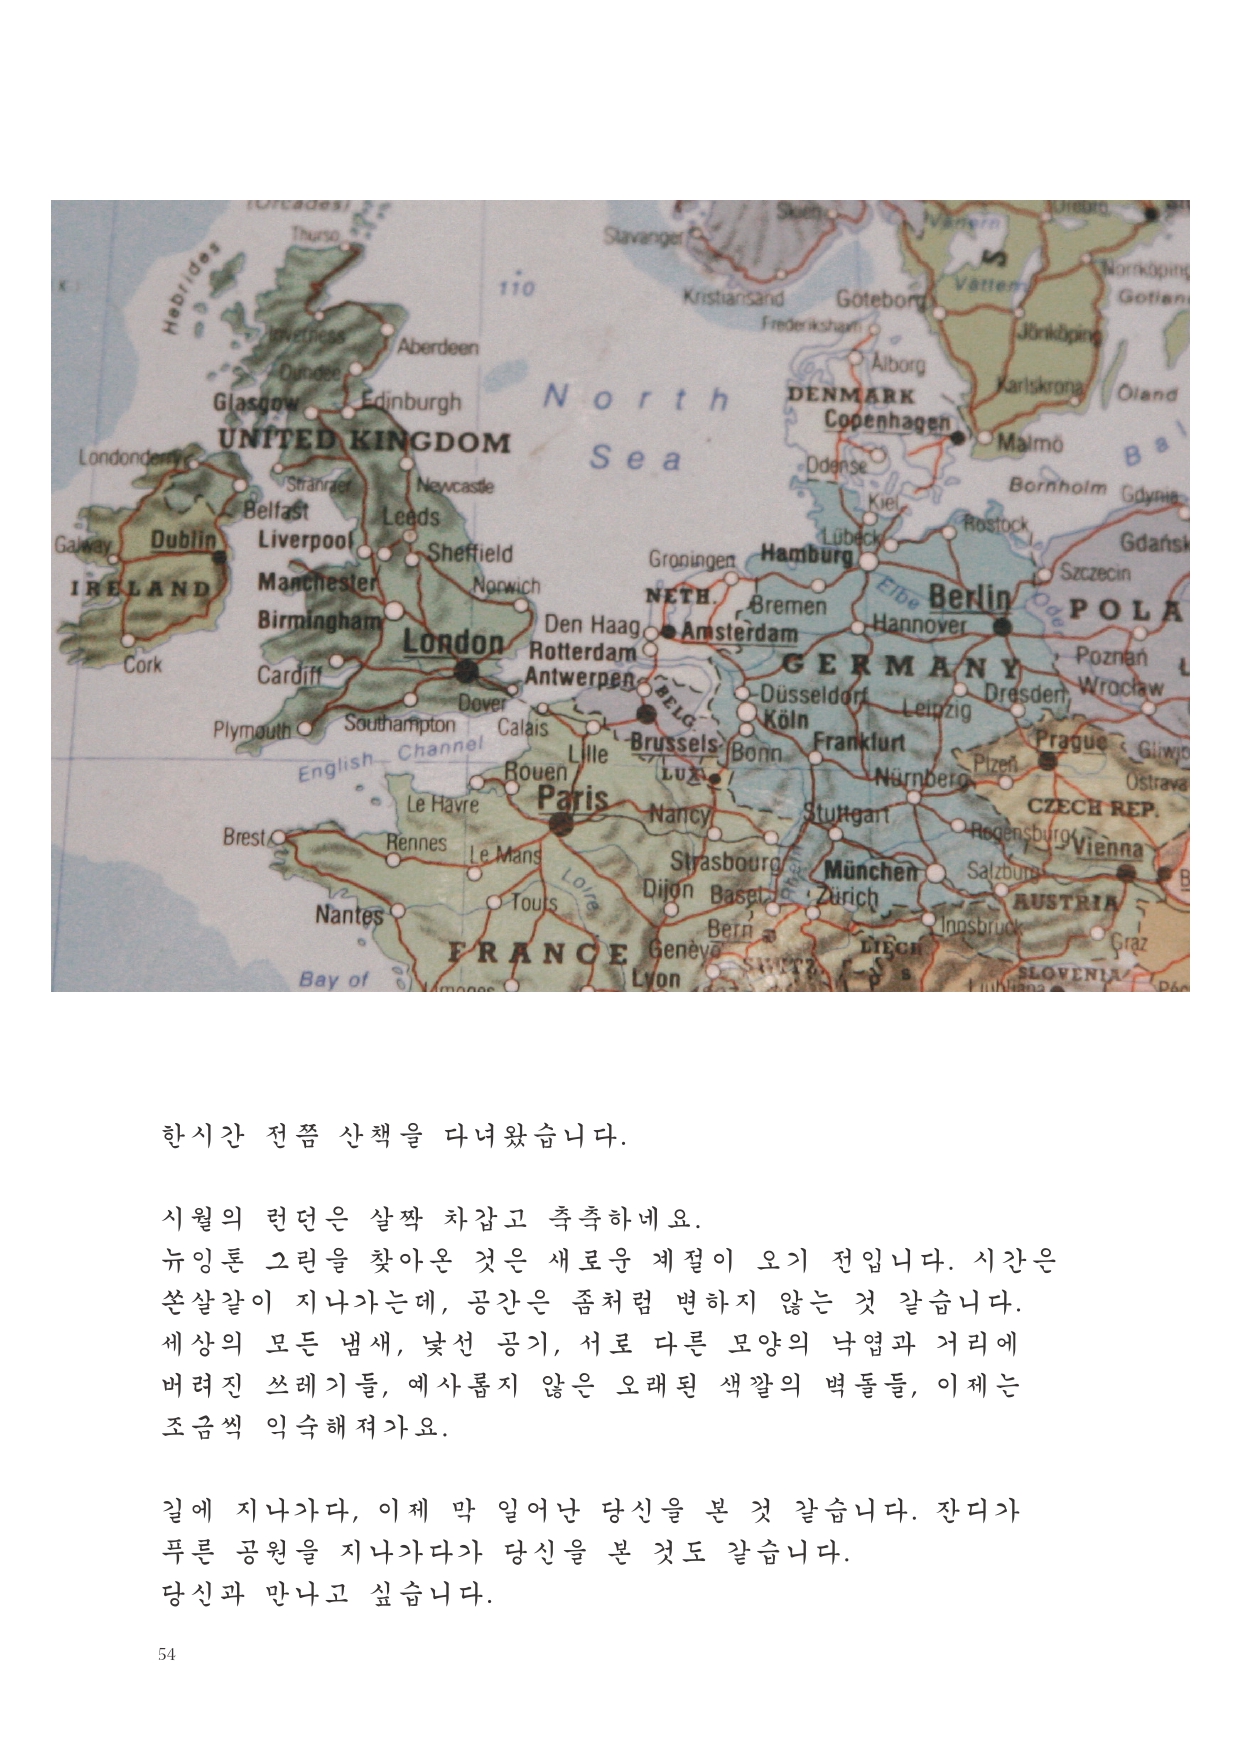 (Orcades)
Thurso
Hebrides
Inverness
Aberdeen
Dundee
Glasgow
Edinburgh
UNITED KINGDOM
Londonderry
Stranraer
Newcastle
Belfast
Leeds
Galway
Dublin
Liverpool
Sheffield
IRELAND
Manchester
Norwich
Birmingham
London
Cork
Cardiff
Dover
Plymouth
Southampton
English Channel
110
North
Sea
Stavanger
Skien
Kristiansand
Göteborg
Frederikshavn
Ålborg
DENMARK
Copenhagen
Odense
Vänern
S
Vättern
Örebro
Norrköping
Gotlan
Jönköping
Karlskrona
Öland
Malmö
Bal
Bornholm
Gdynia
Kiel
Rostock
Lübeck
Gdańsk
Groningen
Hamburg
Szczecin
NETH.
Bremen
Elbe
Berlin
Oder
POLA
Den Haag
Amsterdam
Hannover
Rotterdam
GERMANY
Poznań
Antwerpen
BELG.
Düsseldorf
Leipzig
Dresden
Wrocław
Calais
Köln
Lille
Brussels
Bonn
Frankfurt
Prague
Gliwic
Rouen
LUX.
Nürnberg
Plzeň
Ostrava
Le Havre
Paris
Nancy
Stuttgart
CZECH REP.
Brest
Rennes
Le Mans
Strasbourg
Regensburg
Vienna
Loire
Rhein
München
Salzburg
Nantes
Tours
Dijon
Basel
Zürich
AUSTRIA
B
Bern
Innsbruck
Graz
FRANCE
Genève
SWITZ.
LIECH
s
SLOVENIA
Bay of
Limoges
Lyon
Ljubljana
Péc
한시간 전쯤 산책을 다녀왔습니다.
시월의 런던은 살짝 차갑고 축축하네요.
뉴잉톤 그린을 찾아온 것은 새로운 계절이 오기 전입니다. 시간은
쏜살같이 지나가는데, 공간은 좀처럼 변하지 않는 것 같습니다.
세상의 모든 냄새, 낯선 공기, 서로 다른 모양의 낙엽과 거리에
버려진 쓰레기들, 예사롭지 않은 오래된 색깔의 벽돌들, 이제는
조금씩 익숙해져가요.
길에 지나가다, 이제 막 일어난 당신을 본 것 같습니다. 잔디가
푸른 공원을 지나가다가 당신을 본 것도 같습니다.
당신과 만나고 싶습니다.
54